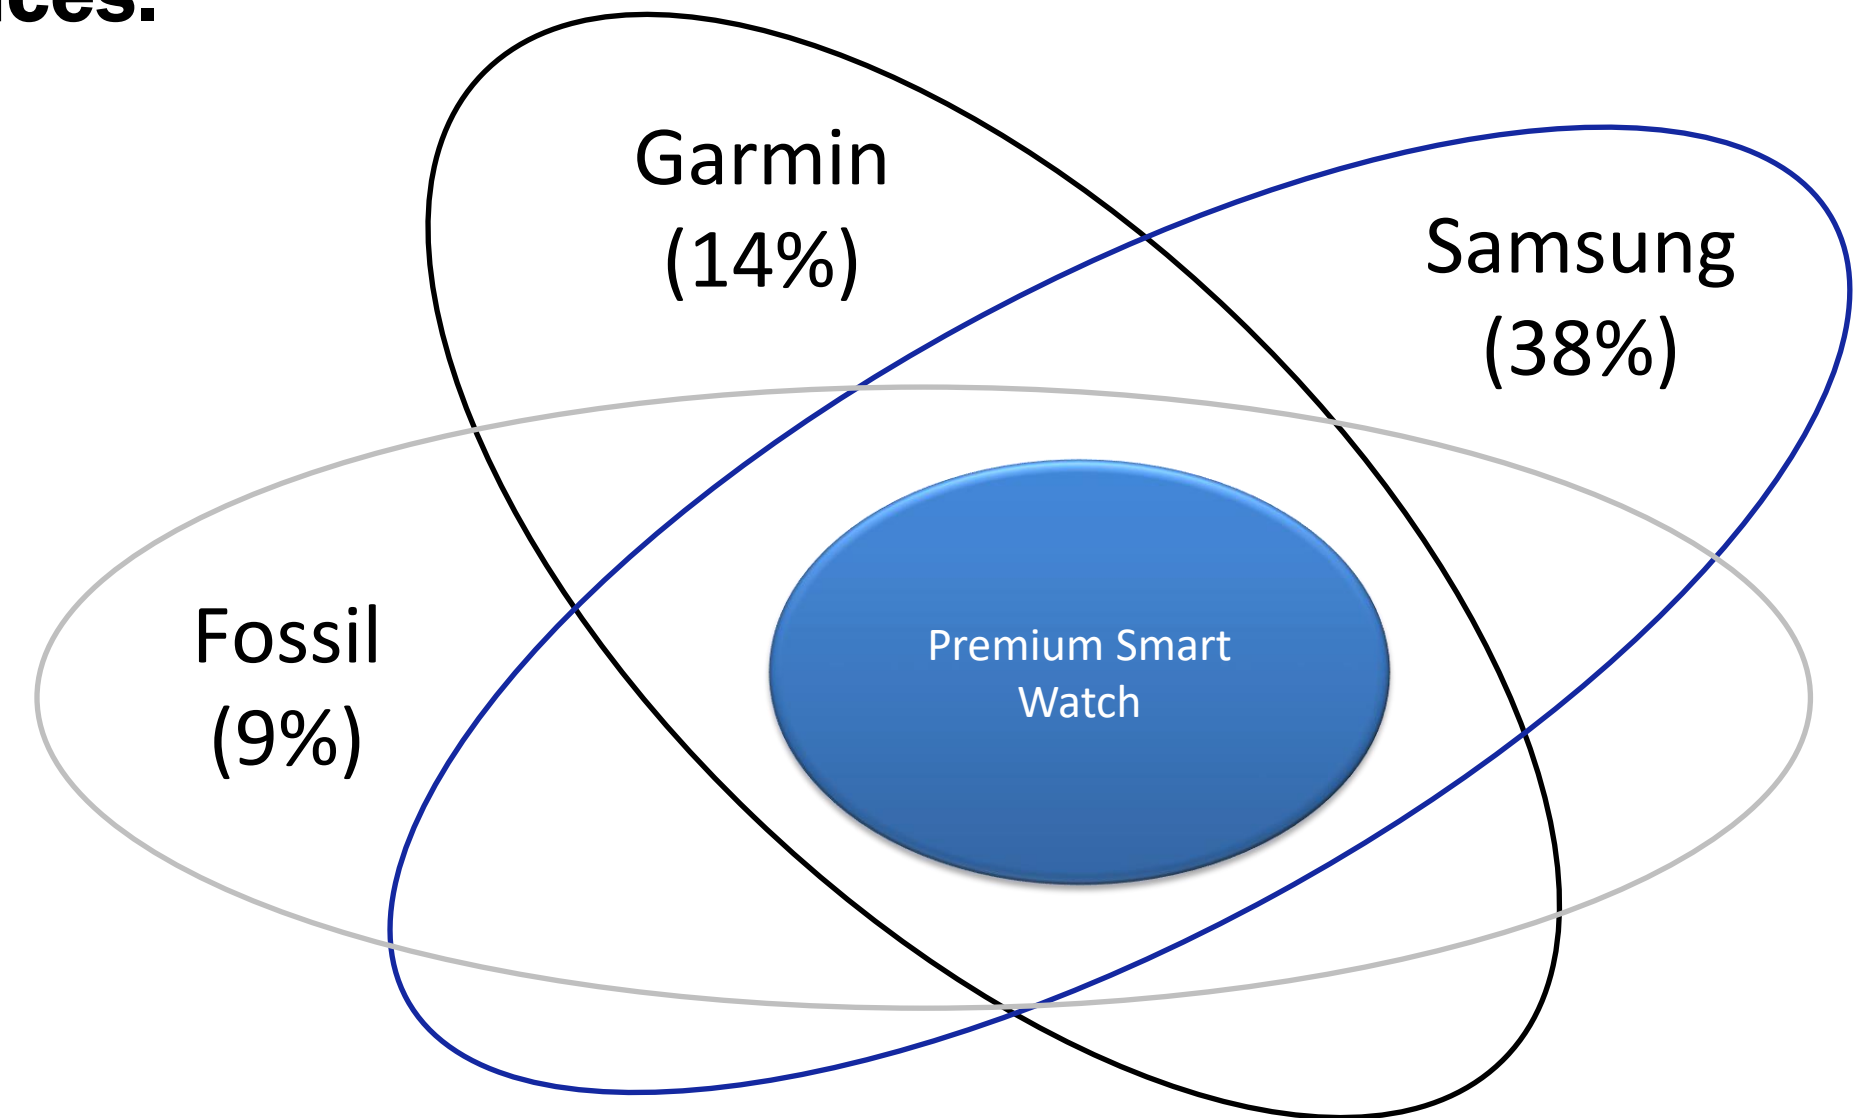 Garmin
(14%)
Samsung
(38%)
Fossil
(9%)
Premium Smart
Watch